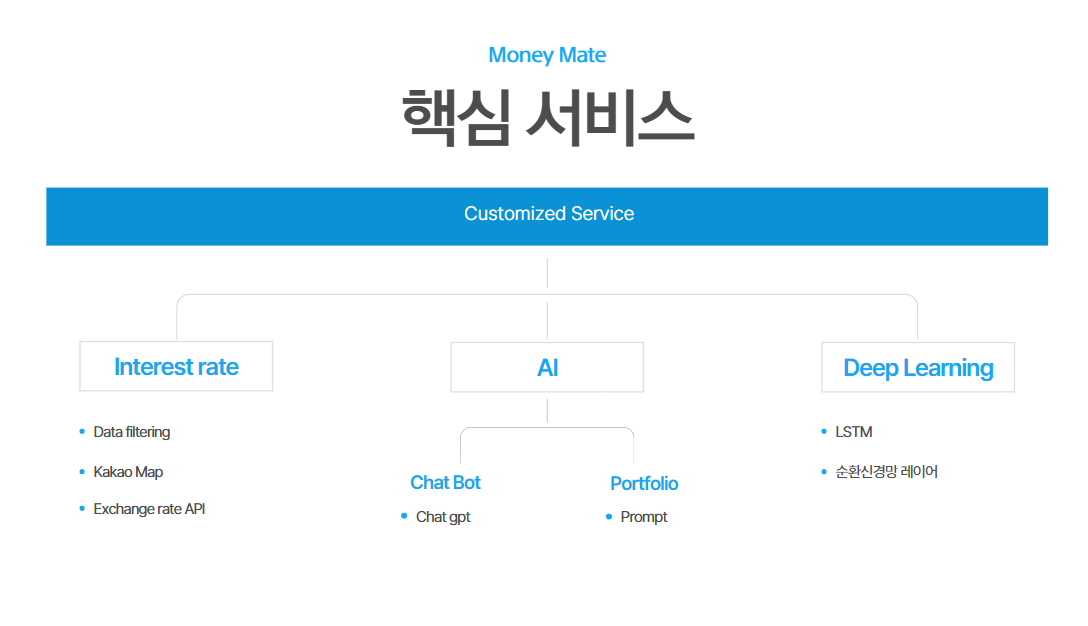 Money Mate
핵심 서비스
Customized Service
Interest rate
Data filtering
Kakao Map
Exchange rate API
AI
Chat Bot
Chat gpt
Portfolio
Prompt
Deep Learning
LSTM
순환신경망 레이어